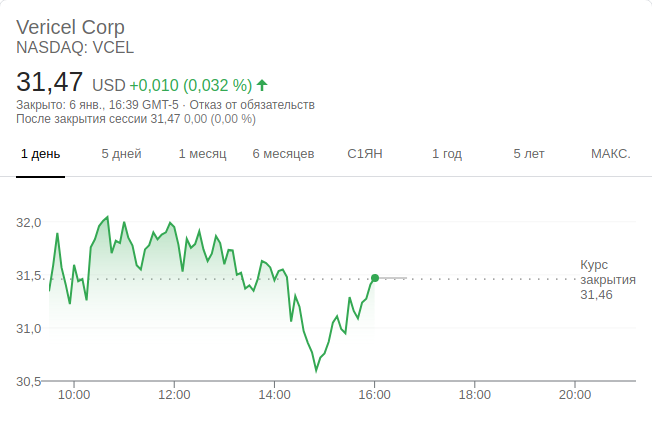 Vericel Corp
NASDAQ: VCEL
31,47 USD +0,010 (0,032 %)
Закрыто: 6 янв., 16:39 GMT-5 · Отказ от обязательств
После закрытия сессии 31,47 0,00 (0,00 %)
1 день 5 дней 1 месяц 6 месяцев С1ЯН 1 год 5 лет МАКС.
32,0
31,5
31,0
30,5
Курс
закрытия
31,46
10:00 12:00 14:00 16:00 18:00 20:00